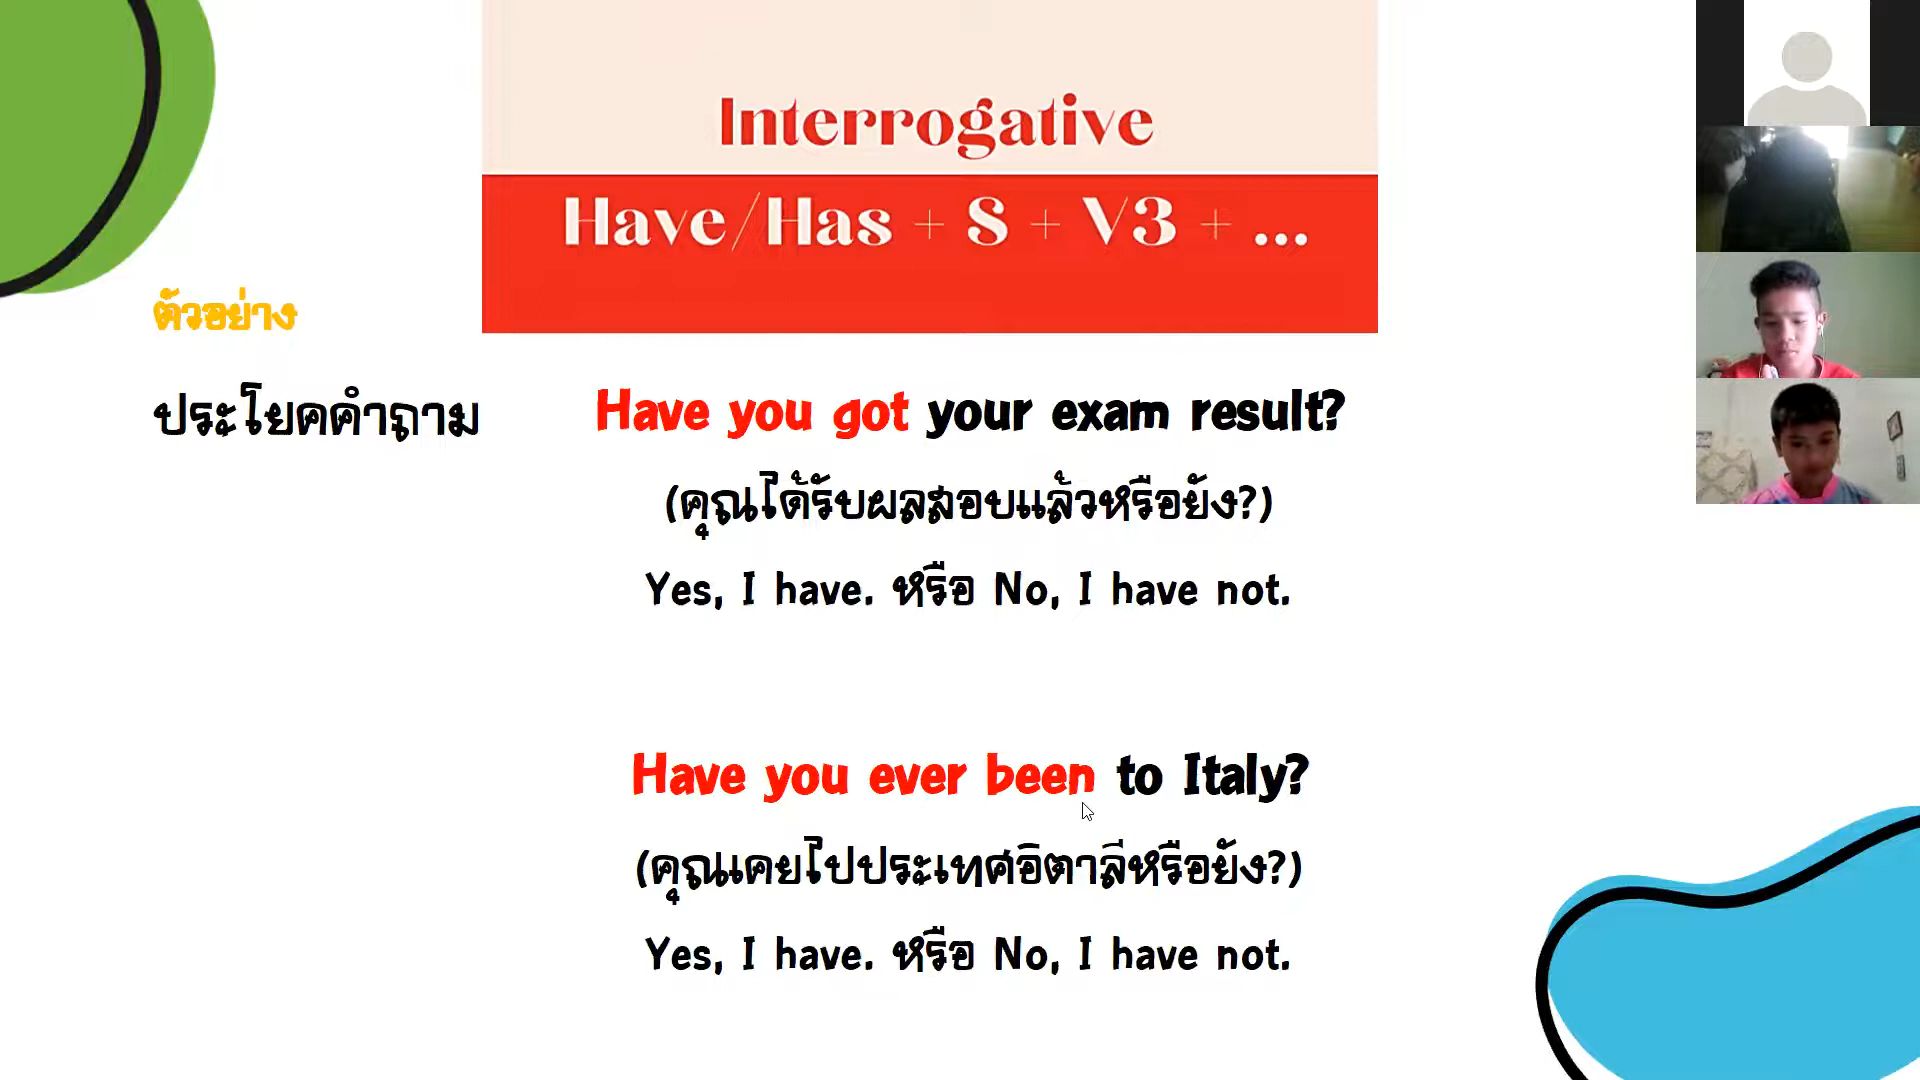 Interrogative
Have/Has + S + V3 + ...
ตัวอย่าง
ประโยคคำถาม
Have you got your exam result?
(คุณได้รับผลสอบแล้วหรือยัง?)
Yes, I have. หรือ No, I have not.
Have you ever been to Italy?
(คุณเคยไปประเทศอิตาลีหรือยัง?)
Yes, I have. หรือ No, I have not.